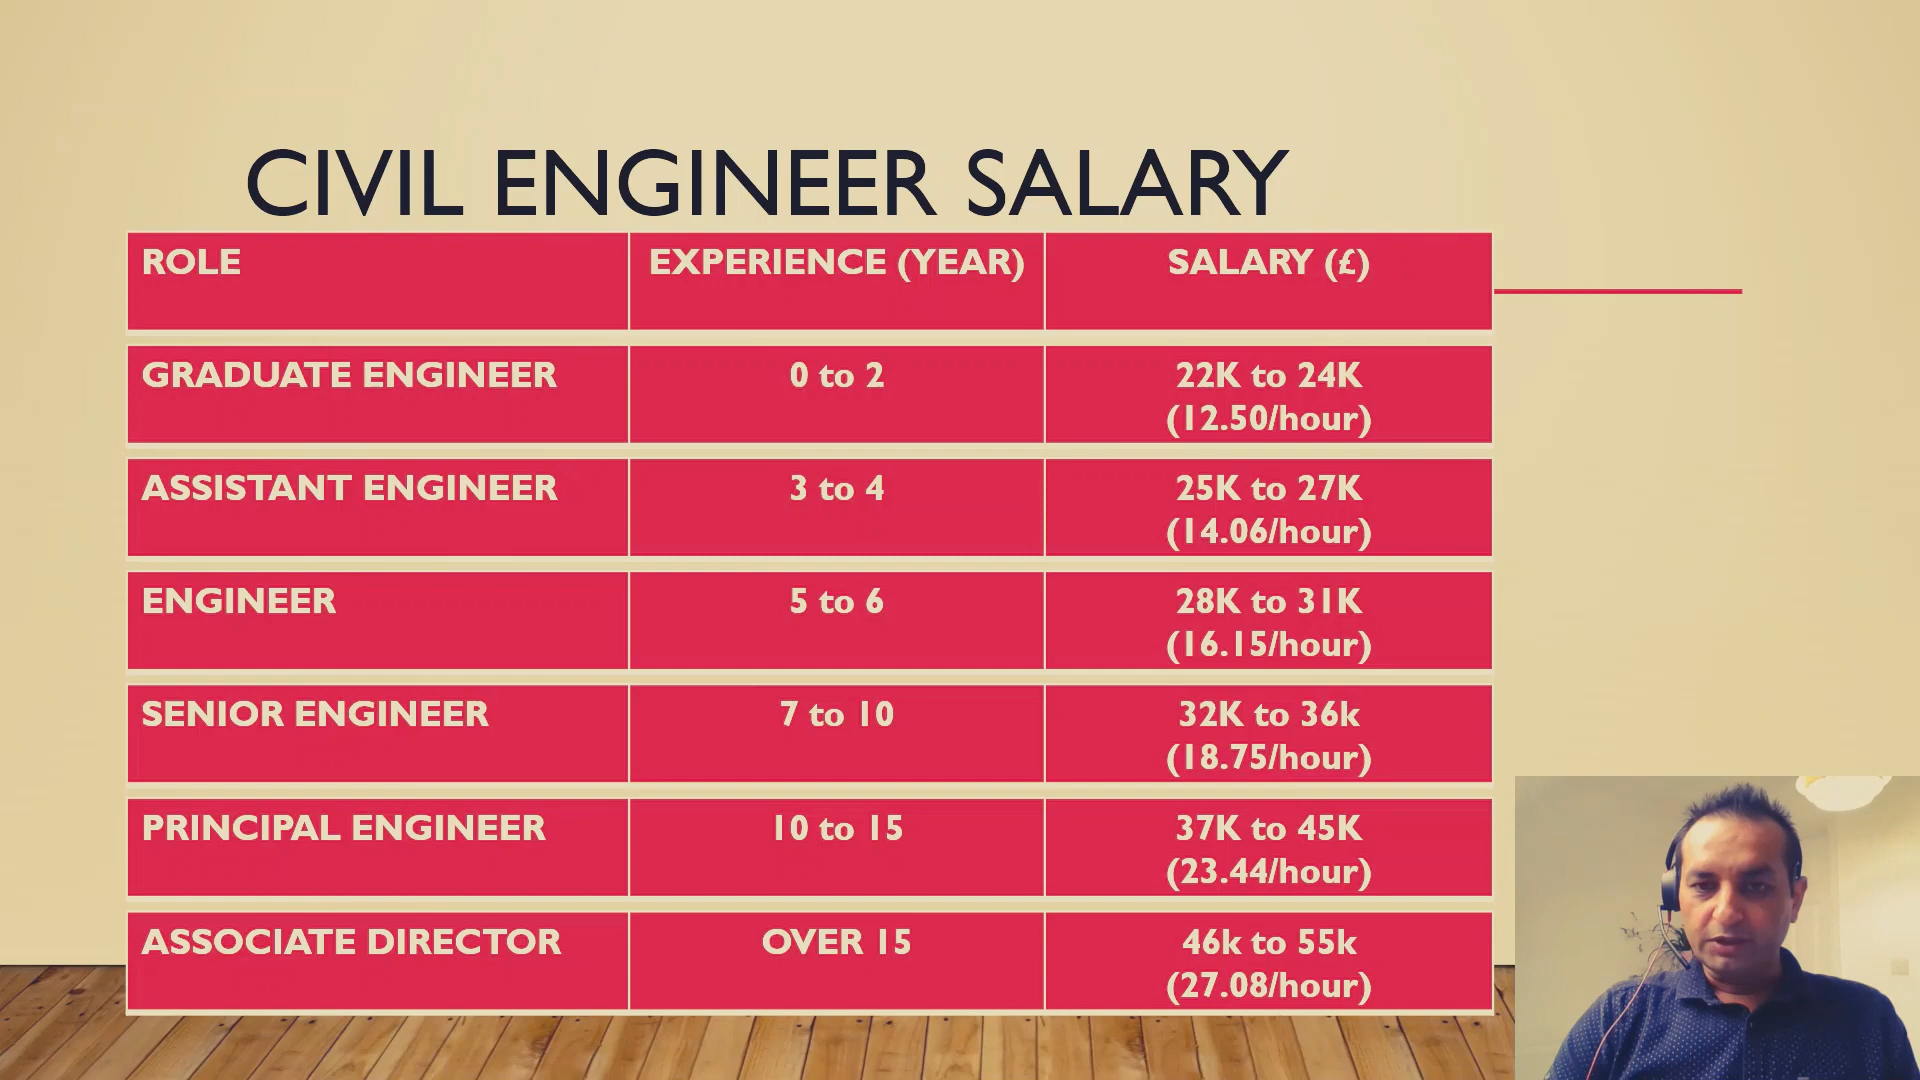 CIVIL ENGINEER SALARY
ROLE EXPERIENCE (YEAR) SALARY (£)
GRADUATE ENGINEER 0 to 2 22K to 24K
(12.50/hour)
ASSISTANT ENGINEER 3 to 4 25K to 27K
(14.06/hour)
ENGINEER 5 to 6 28K to 31K
(16.15/hour)
SENIOR ENGINEER 7 to 10 32K to 36k
(18.75/hour)
PRINCIPAL ENGINEER 10 to 15 37K to 45K
(23.44/hour)
ASSOCIATE DIRECTOR OVER 15 46k to 55k
(27.08/hour)